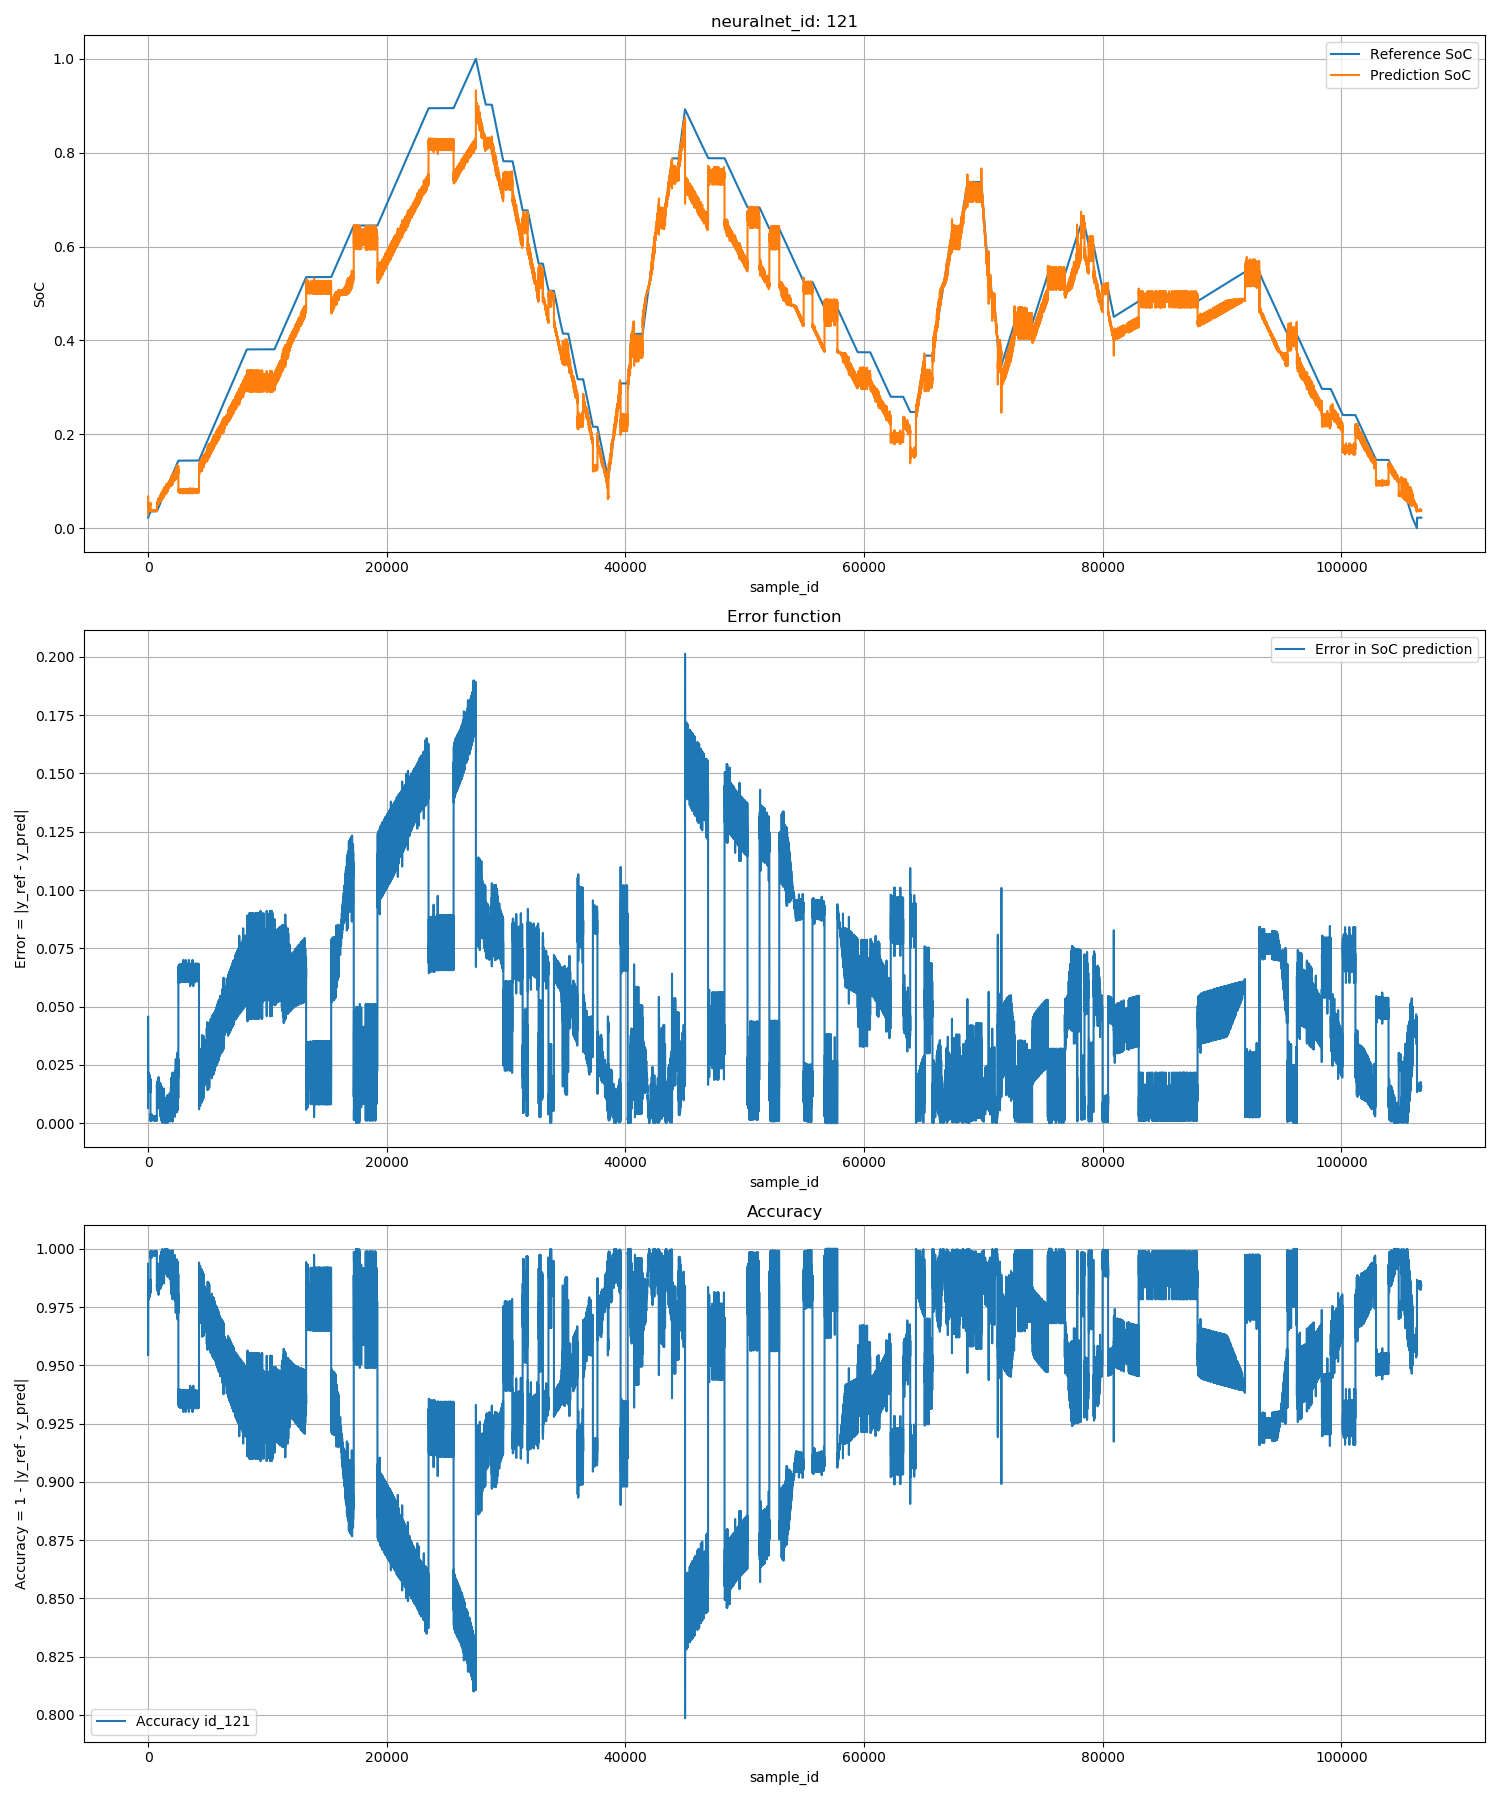 neuralnet_id: 121
Reference SoC
Prediction SoC
SoC
1.0
0.8
0.6
0.4
0.2
0.0
0 20000 40000 60000 80000 100000
sample_id
Error function
Error in SoC prediction
Error = |y_ref - y_pred|
0.200
0.175
0.150
0.125
0.100
0.075
0.050
0.025
0.000
0 20000 40000 60000 80000 100000
sample_id
Accuracy
Accuracy = 1 - |y_ref - y_pred|
1.000
0.975
0.950
0.925
0.900
0.875
0.850
0.825
0.800
Accuracy id_121
0 20000 40000 60000 80000 100000
sample_id